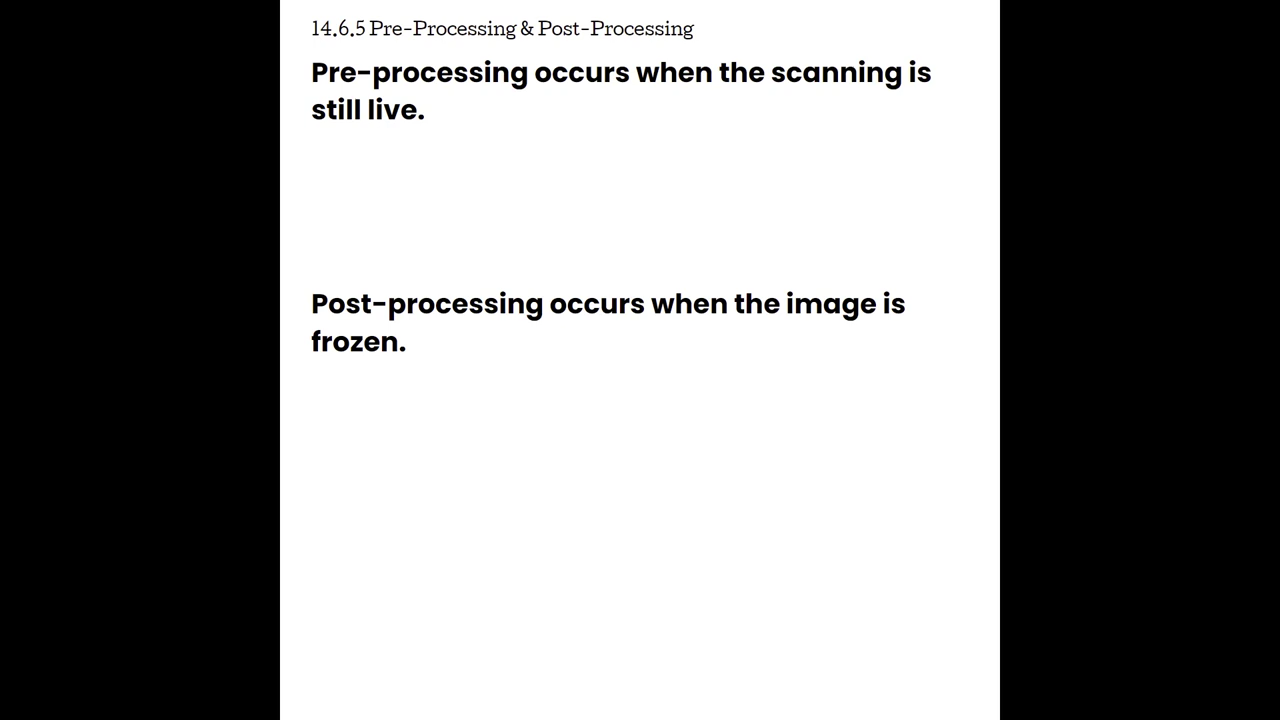 14.6.5 Pre-Processing & Post-Processing
Pre-processing occurs when the scanning is
still live.
Post-processing occurs when the image is
frozen.